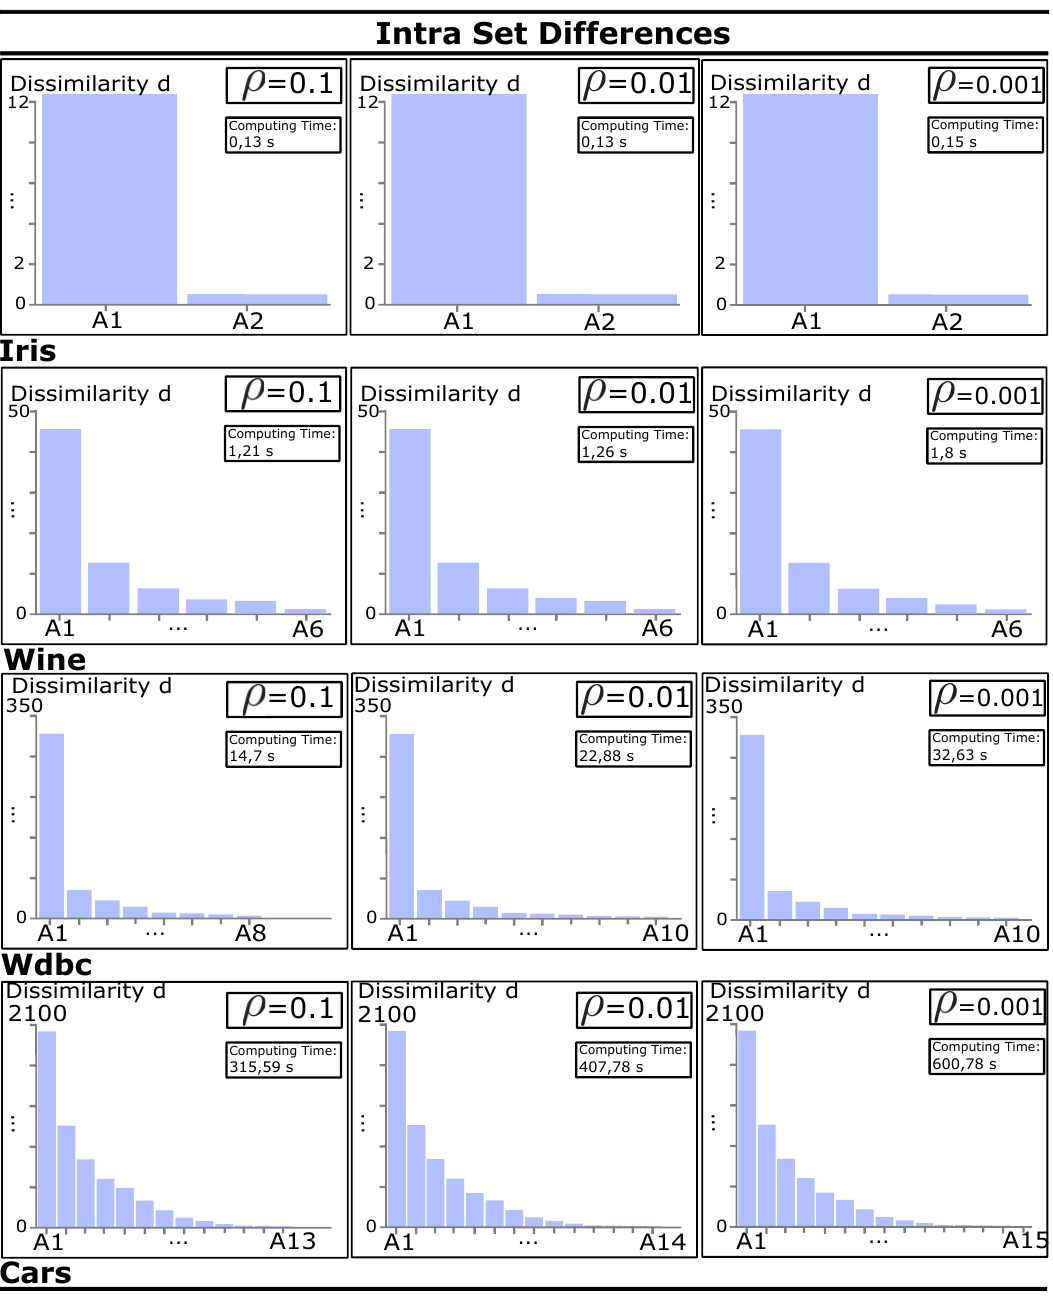 Intra Set Differences
Dissimilarity d
ρ=0.1
12
Computing Time:
0,13 s
...
2
0
A1 A2
Dissimilarity d
ρ=0.01
12
Computing Time:
0,13 s
...
2
0
A1 A2
Dissimilarity d
ρ=0.001
12
Computing Time:
0,15 s
...
2
0
A1 A2
Iris
Dissimilarity d
ρ=0.1
50
Computing Time:
1,21 s
...
0
A1 ... A6
Dissimilarity d
ρ=0.01
50
Computing Time:
1,26 s
...
0
A1 ... A6
Dissimilarity d
ρ=0.001
50
Computing Time:
1,8 s
...
0
A1 ... A6
Wine
Dissimilarity d
ρ=0.1
350
Computing Time:
14,7 s
...
0
A1 ... A8
Dissimilarity d
ρ=0.01
350
Computing Time:
22,88 s
...
0
A1 ... A10
Dissimilarity d
ρ=0.001
350
Computing Time:
32,63 s
...
0
A1 ... A10
Wdbc
Dissimilarity d
ρ=0.1
2100
Computing Time:
315,59 s
...
0
A1 ... A13
Dissimilarity d
ρ=0.01
2100
Computing Time:
407,78 s
...
0
A1 ... A14
Dissimilarity d
ρ=0.001
2100
Computing Time:
600,78 s
...
0
A1 ... A15
Cars